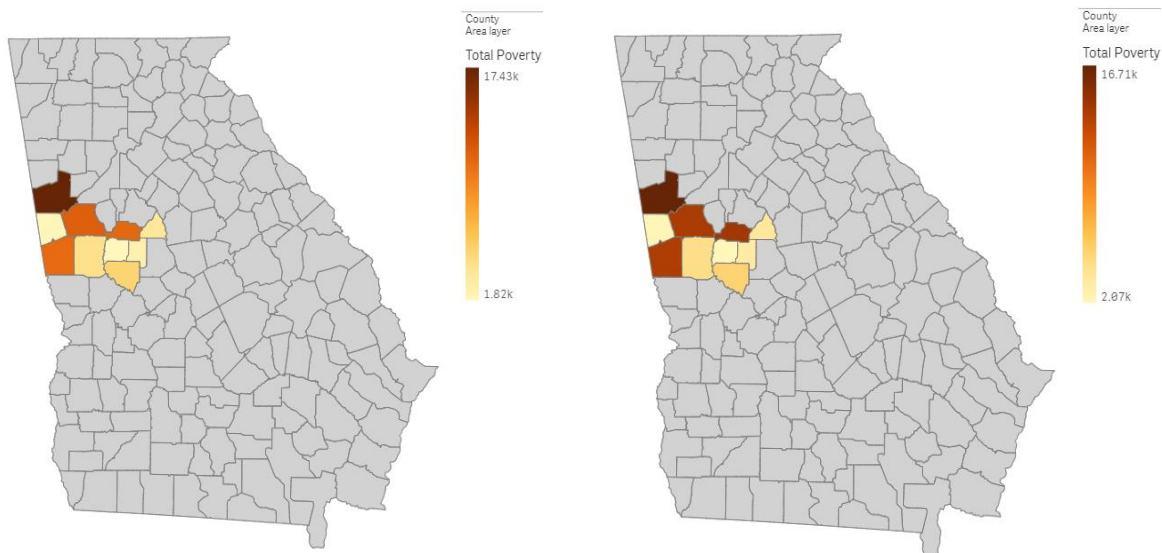 County
Area layer
Total Poverty
17.43k
1.82k
County
Area layer
Total Poverty
16.71k
2.07k